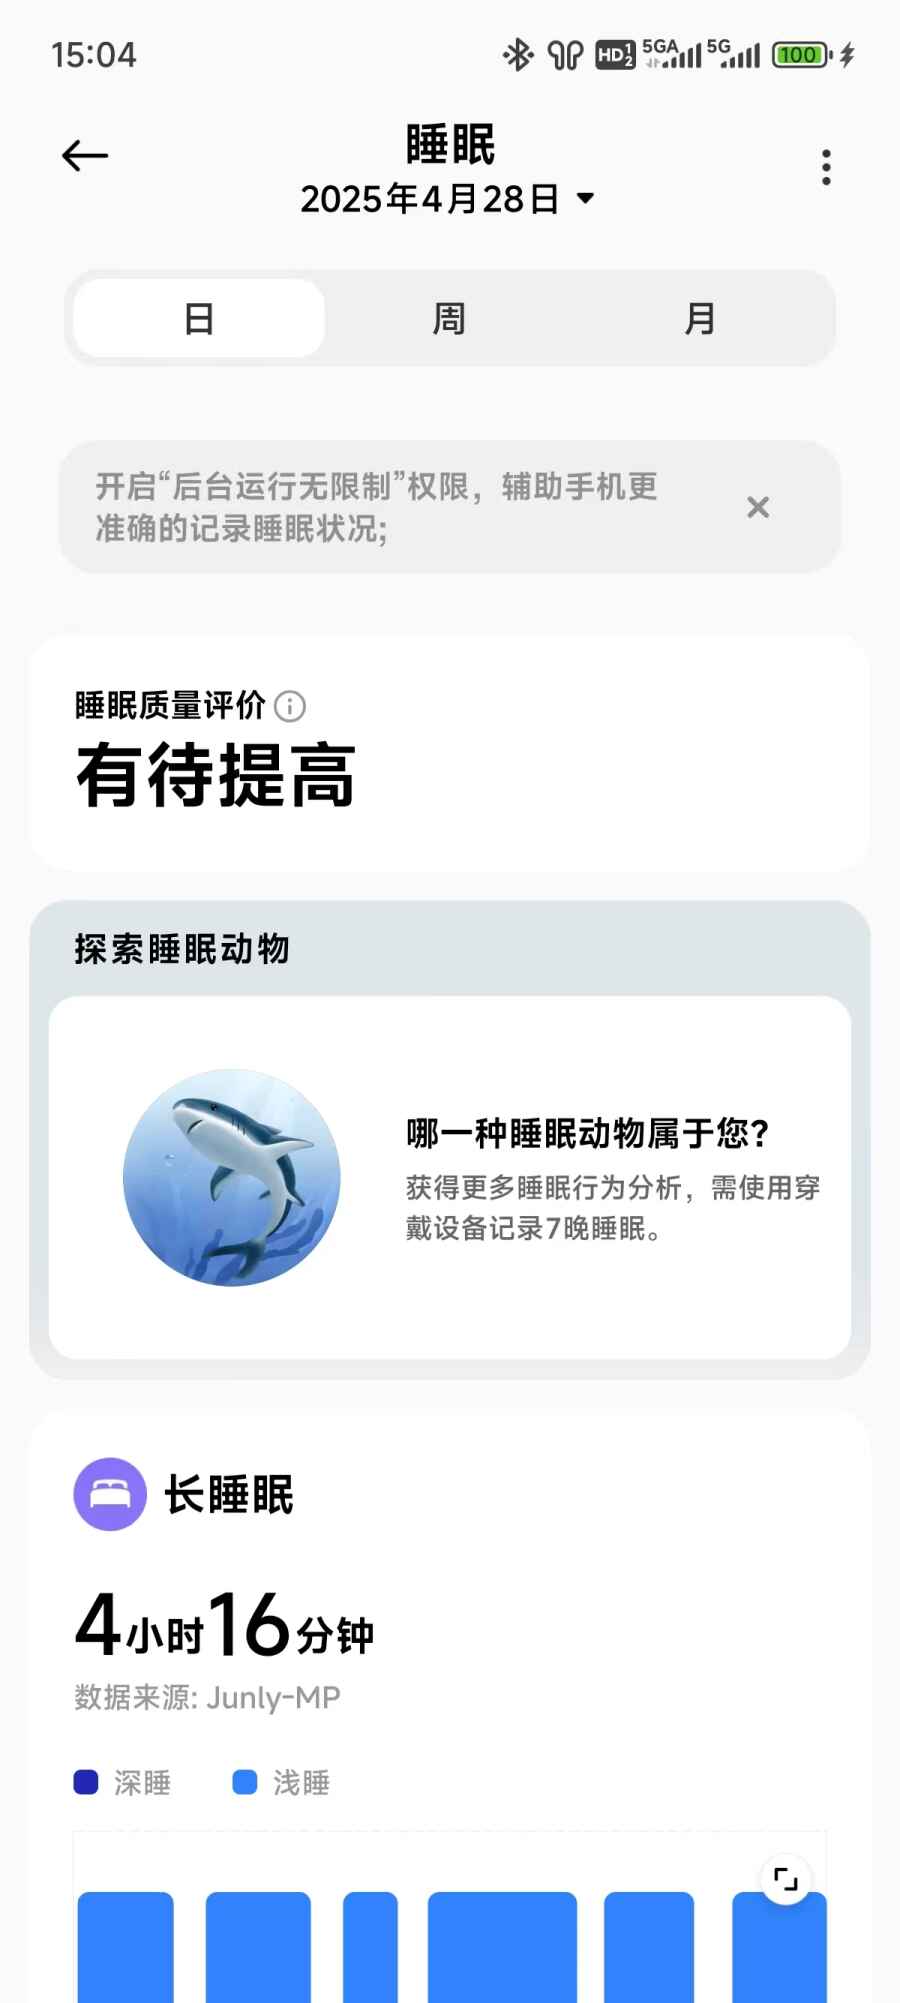 15:04
HD 1 2 5GA 5G 100
睡眠
2025年4月28日
日 周 月
开启“后台运行无限制”权限，辅助手机更
准确的记录睡眠状况;
睡眠质量评价
有待提高
探索睡眠动物
哪一种睡眠动物属于您?
获得更多睡眠行为分析，需使用穿
戴设备记录7晚睡眠。
长睡眠
4小时16分钟
数据来源: Junly-MP
深睡 浅睡